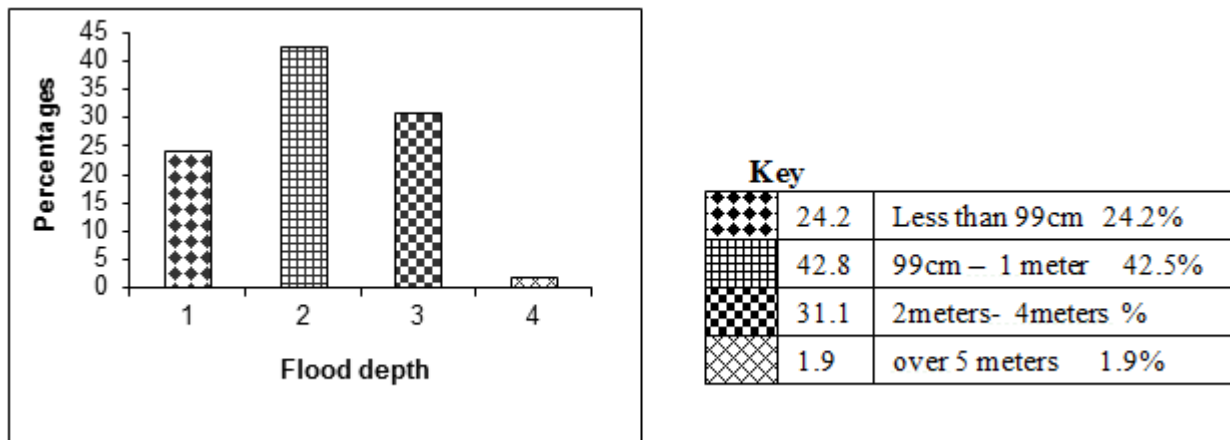 45
40
35
30
25
20
15
10
5
0
Percentages
1 2 3 4
Flood depth
Key
24.2 Less than 99cm 24.2%
42.8 99cm – 1 meter 42.5%
31.1 2meters- 4meters %
1.9 over 5 meters 1.9%